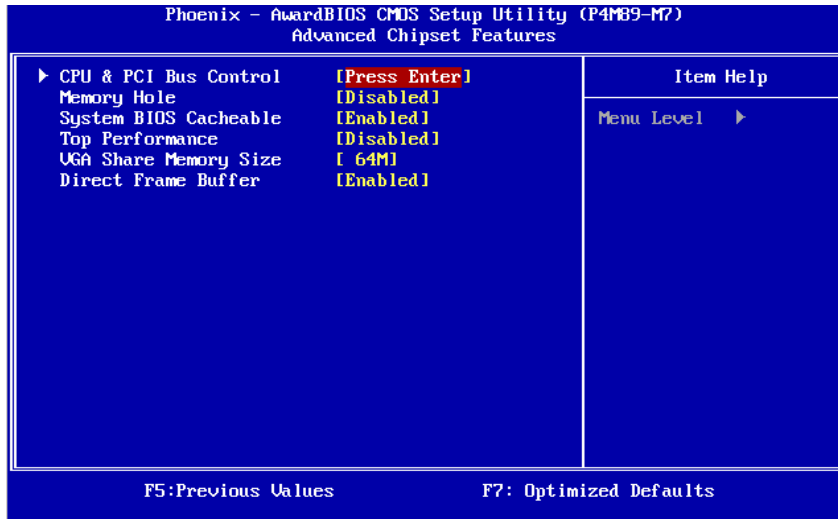 Phoenix - AwardBIOS CMOS Setup Utility (P4M89-M7)
Advanced Chipset Features
CPU & PCI Bus Control [Press Enter]
Memory Hole [Disabled]
System BIOS Cacheable [Enabled]
Top Performance [Disabled]
VGA Share Memory Size [ 64M]
Direct Frame Buffer [Enabled]
Item Help
Menu Level
F5:Previous Values F7: Optimized Defaults